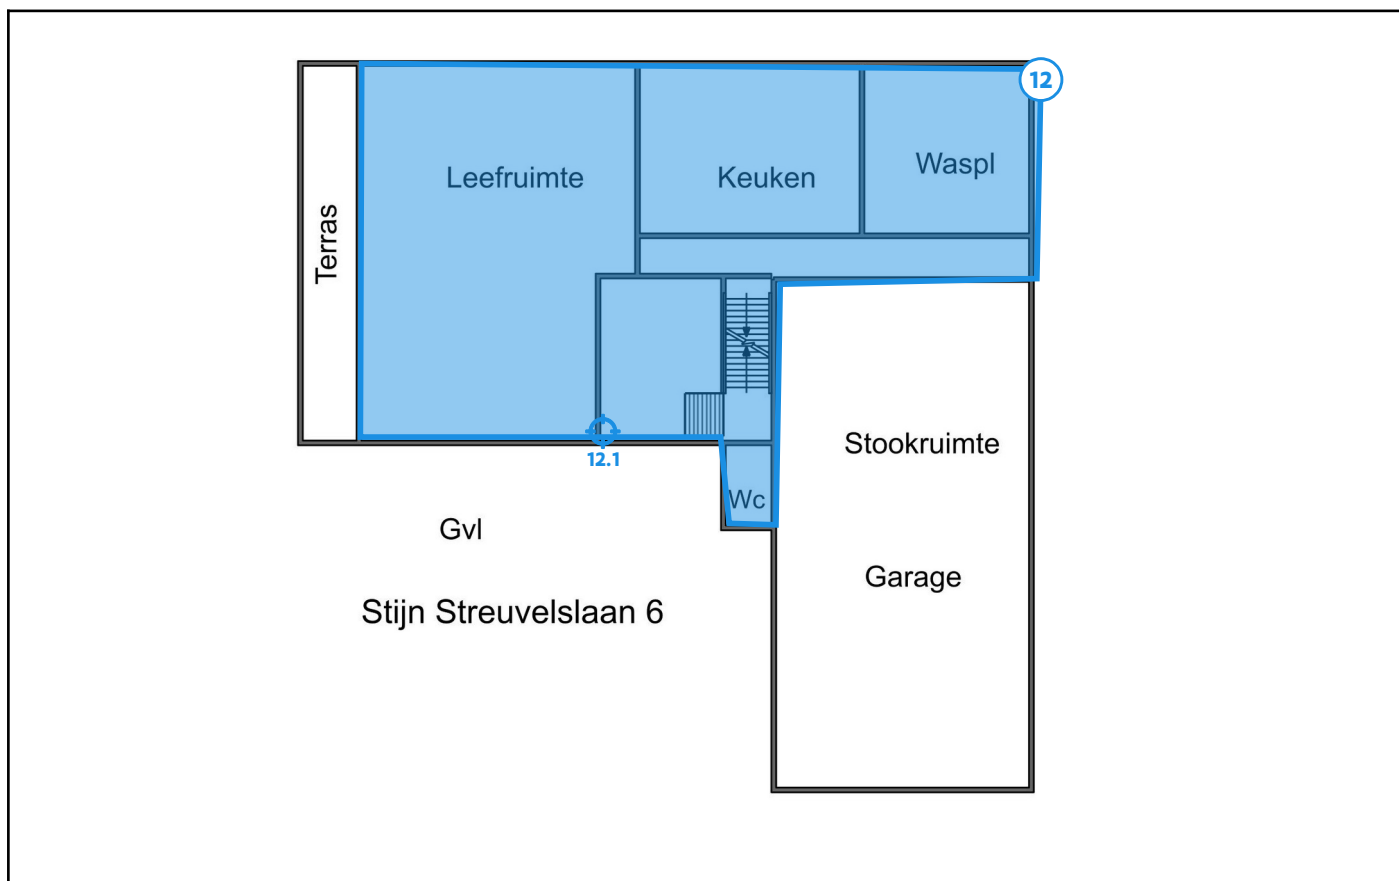 12
Leefruimte
Keuken
Waspl
Terras
12.1
Wc
Stookruimte
Gvl
Garage
Stijn Streuvelslaan 6